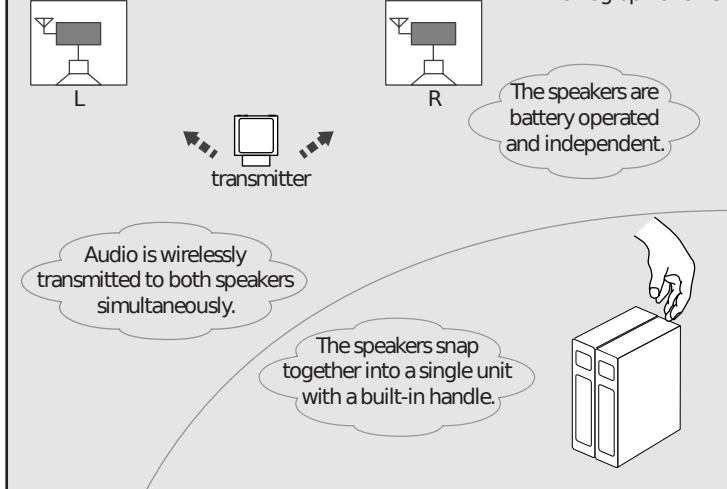 L
R
The speakers are
battery operated
and independent.
transmitter
Audio is wirelessly
transmitted to both speakers
simultaneously.
The speakers snap
together into a single unit
with a built-in handle.